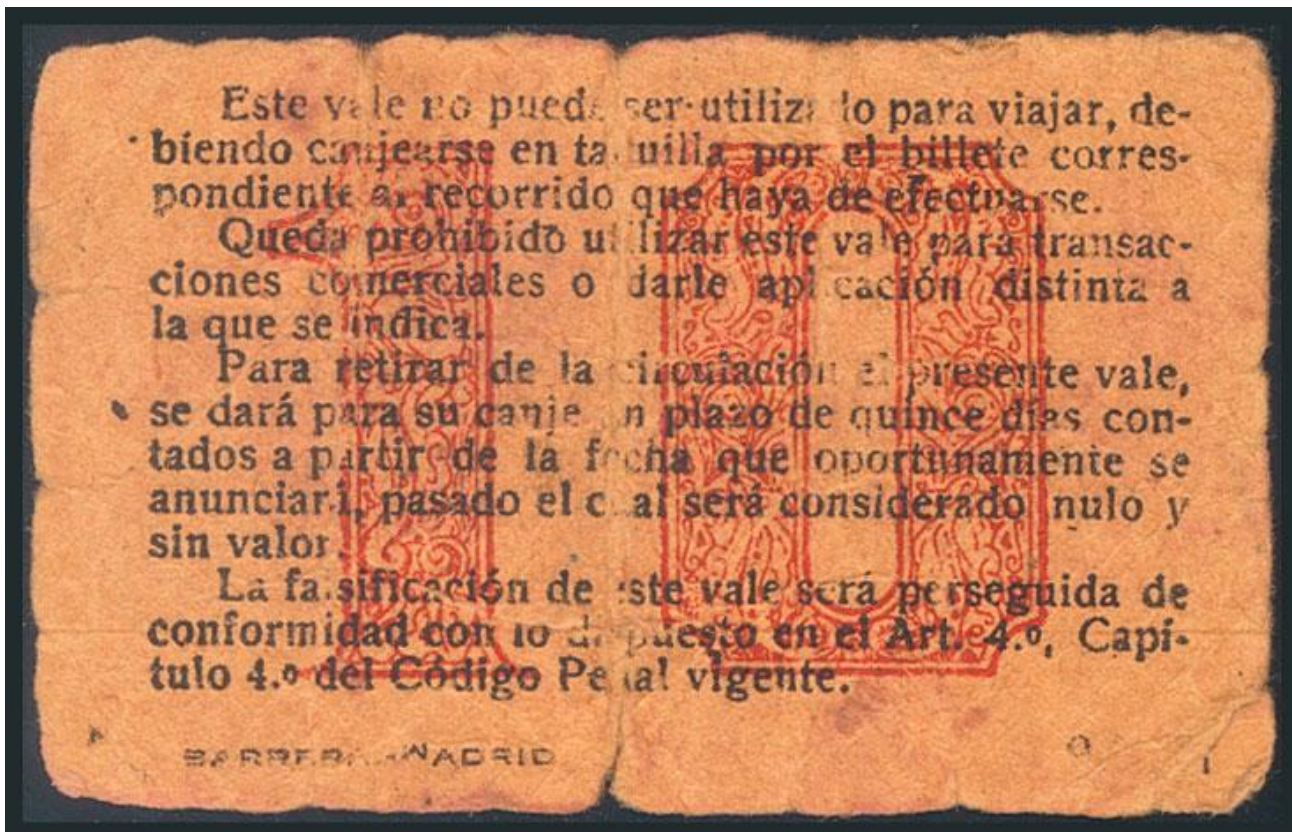 Este vale no puede ser utilizado para viajar, de-
biendo canjearse en taquilla por el billete corres-
pondiente al recorrido que haya de efectuarse.
Queda prohibido utilizar este vale para transac-
ciones comerciales o darle aplicación distinta a
la que se indica.
Para retirar de la circulación el presente vale,
se dará para su canje un plazo de quince días con-
tados a partir de la fecha que oportunamente se
anunciará, pasado el cual será considerado nulo y
sin valor.
La falsificación de este vale será perseguida de
conformidad con lo dispuesto en el Art. 4.º, Capí-
tulo 4.º del Código Penal vigente.
10
BARRERA.-MADRID